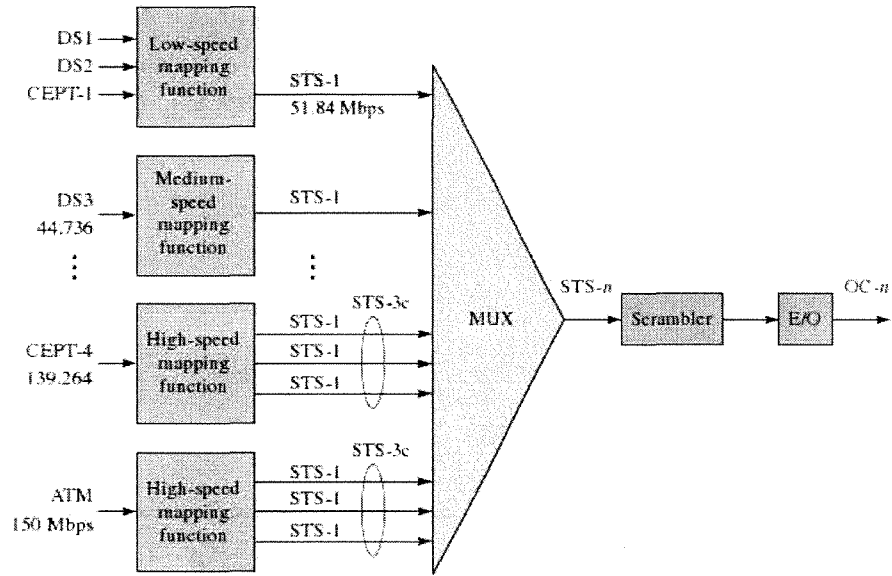 DS1
DS2
CEPT-1
Low-speed
mapping
function
STS-1
51.84 Mbps
DS3
44.736
Medium-
speed
mapping
function
STS-1
CEPT-4
139.264
High-speed
mapping
function
STS-1
STS-1
STS-1
STS-3c
ATM
150 Mbps
High-speed
mapping
function
STS-1
STS-1
STS-1
STS-3c
MUX
STS-n
Scrambler
E/O
OC-n